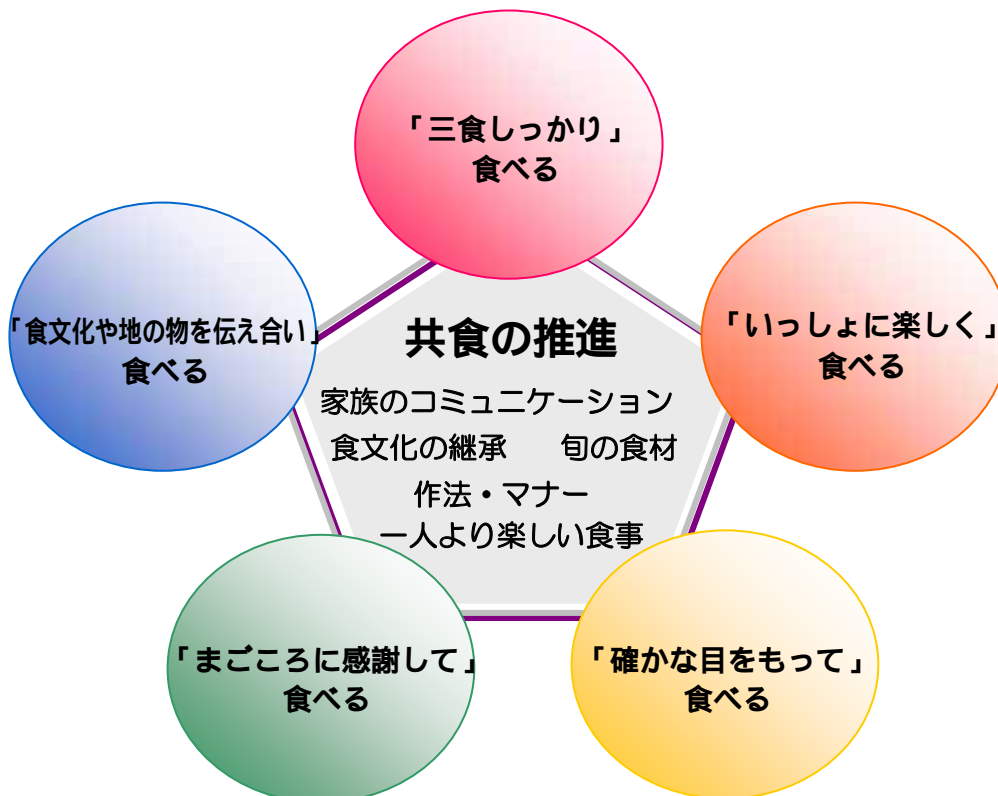 「三食しっかり」
食べる
「食文化や地の物を伝え合い」
食べる
「いっしょに楽しく」
食べる
共食の推進
家族のコミュニケーション
食文化の継承　　旬の食材
作法・マナー
一人より楽しい食事
「まごころに感謝して」
食べる
「確かな目をもって」
食べる